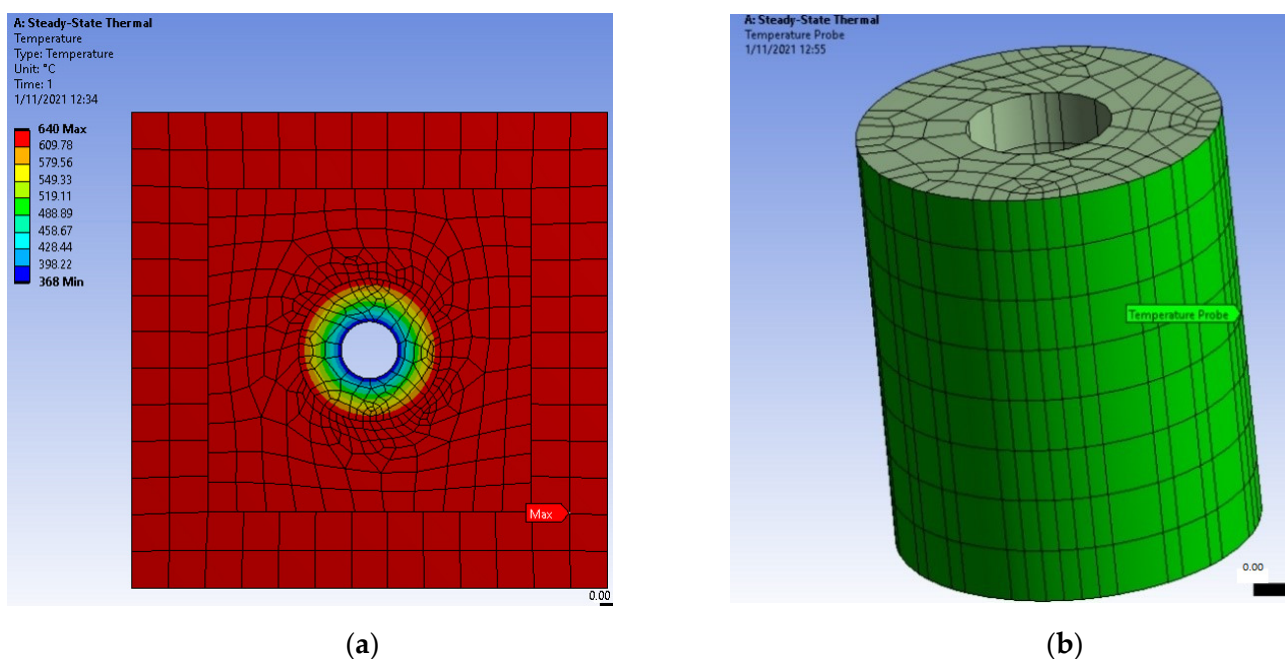 A: Steady-State Thermal
Temperature
Type: Temperature
Unit: °C
Time: 1
1/11/2021 12:34
640 Max
609.78
579.56
549.33
519.11
488.89
458.67
428.44
398.22
368 Min
Max
0.00
(a)
A: Steady-State Thermal
Temperature Probe
1/11/2021 12:55
Temperature Probe
0.00
(b)